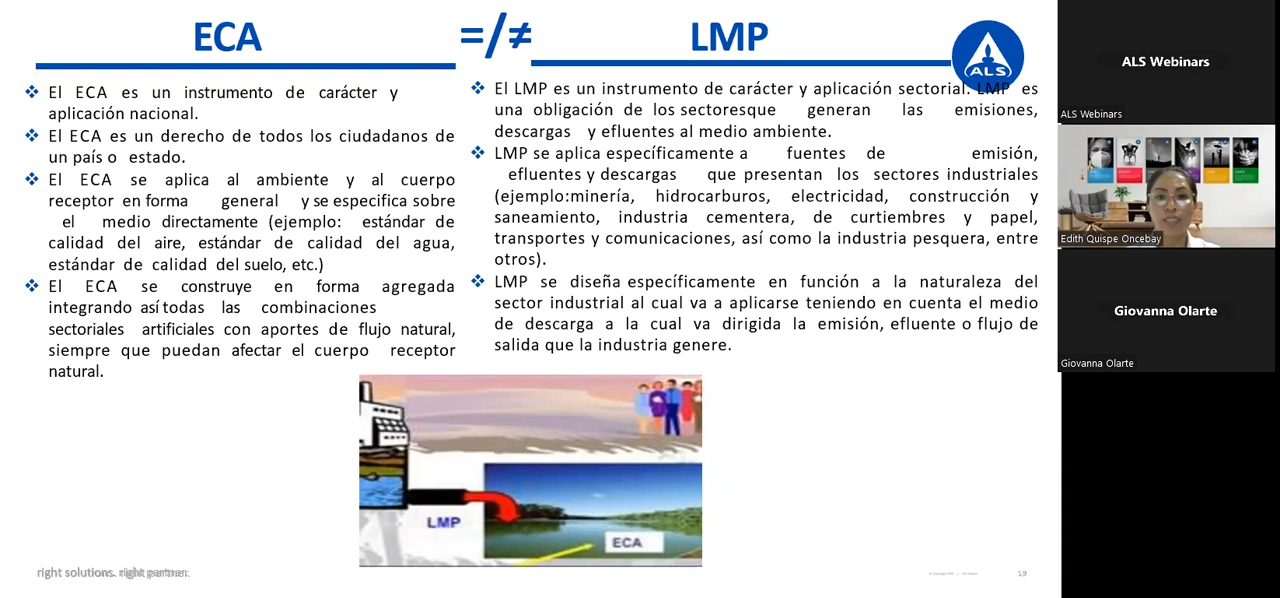 ECA
=/≠
LMP
ALS
El ECA es un instrumento de carácter y
aplicación nacional.
El ECA es un derecho de todos los ciudadanos de
un país o estado.
El ECA se aplica al ambiente y al cuerpo
receptor en forma general y se especifica sobre
el medio directamente (ejemplo: estándar de
calidad del aire, estándar de calidad del agua,
estándar de calidad del suelo, etc.)
El ECA se construye en forma agregada
integrando así todas las combinaciones
sectoriales artificiales con aportes de flujo natural,
siempre que puedan afectar el cuerpo receptor
natural.
El LMP es un instrumento de carácter y aplicación sectorial. LMP es
una obligación de los sectoresque generan las emisiones,
descargas y efluentes al medio ambiente.
LMP se aplica específicamente a fuentes de emisión,
efluentes y descargas que presentan los sectores industriales
(ejemplo:minería, hidrocarburos, electricidad, construcción y
saneamiento, industria cementera, de curtiembres y papel,
transportes y comunicaciones, así como la industria pesquera, entre
otros).
LMP se diseña específicamente en función a la naturaleza del
sector industrial al cual va a aplicarse teniendo en cuenta el medio
de descarga a la cual va dirigida la emisión, efluente o flujo de
salida que la industria genere.
LMP
ECA
right solutions. right partner.
19
ALS Webinars
ALS Webinars
Edith Quispe Oncebay
Giovanna Olarte
Giovanna Olarte